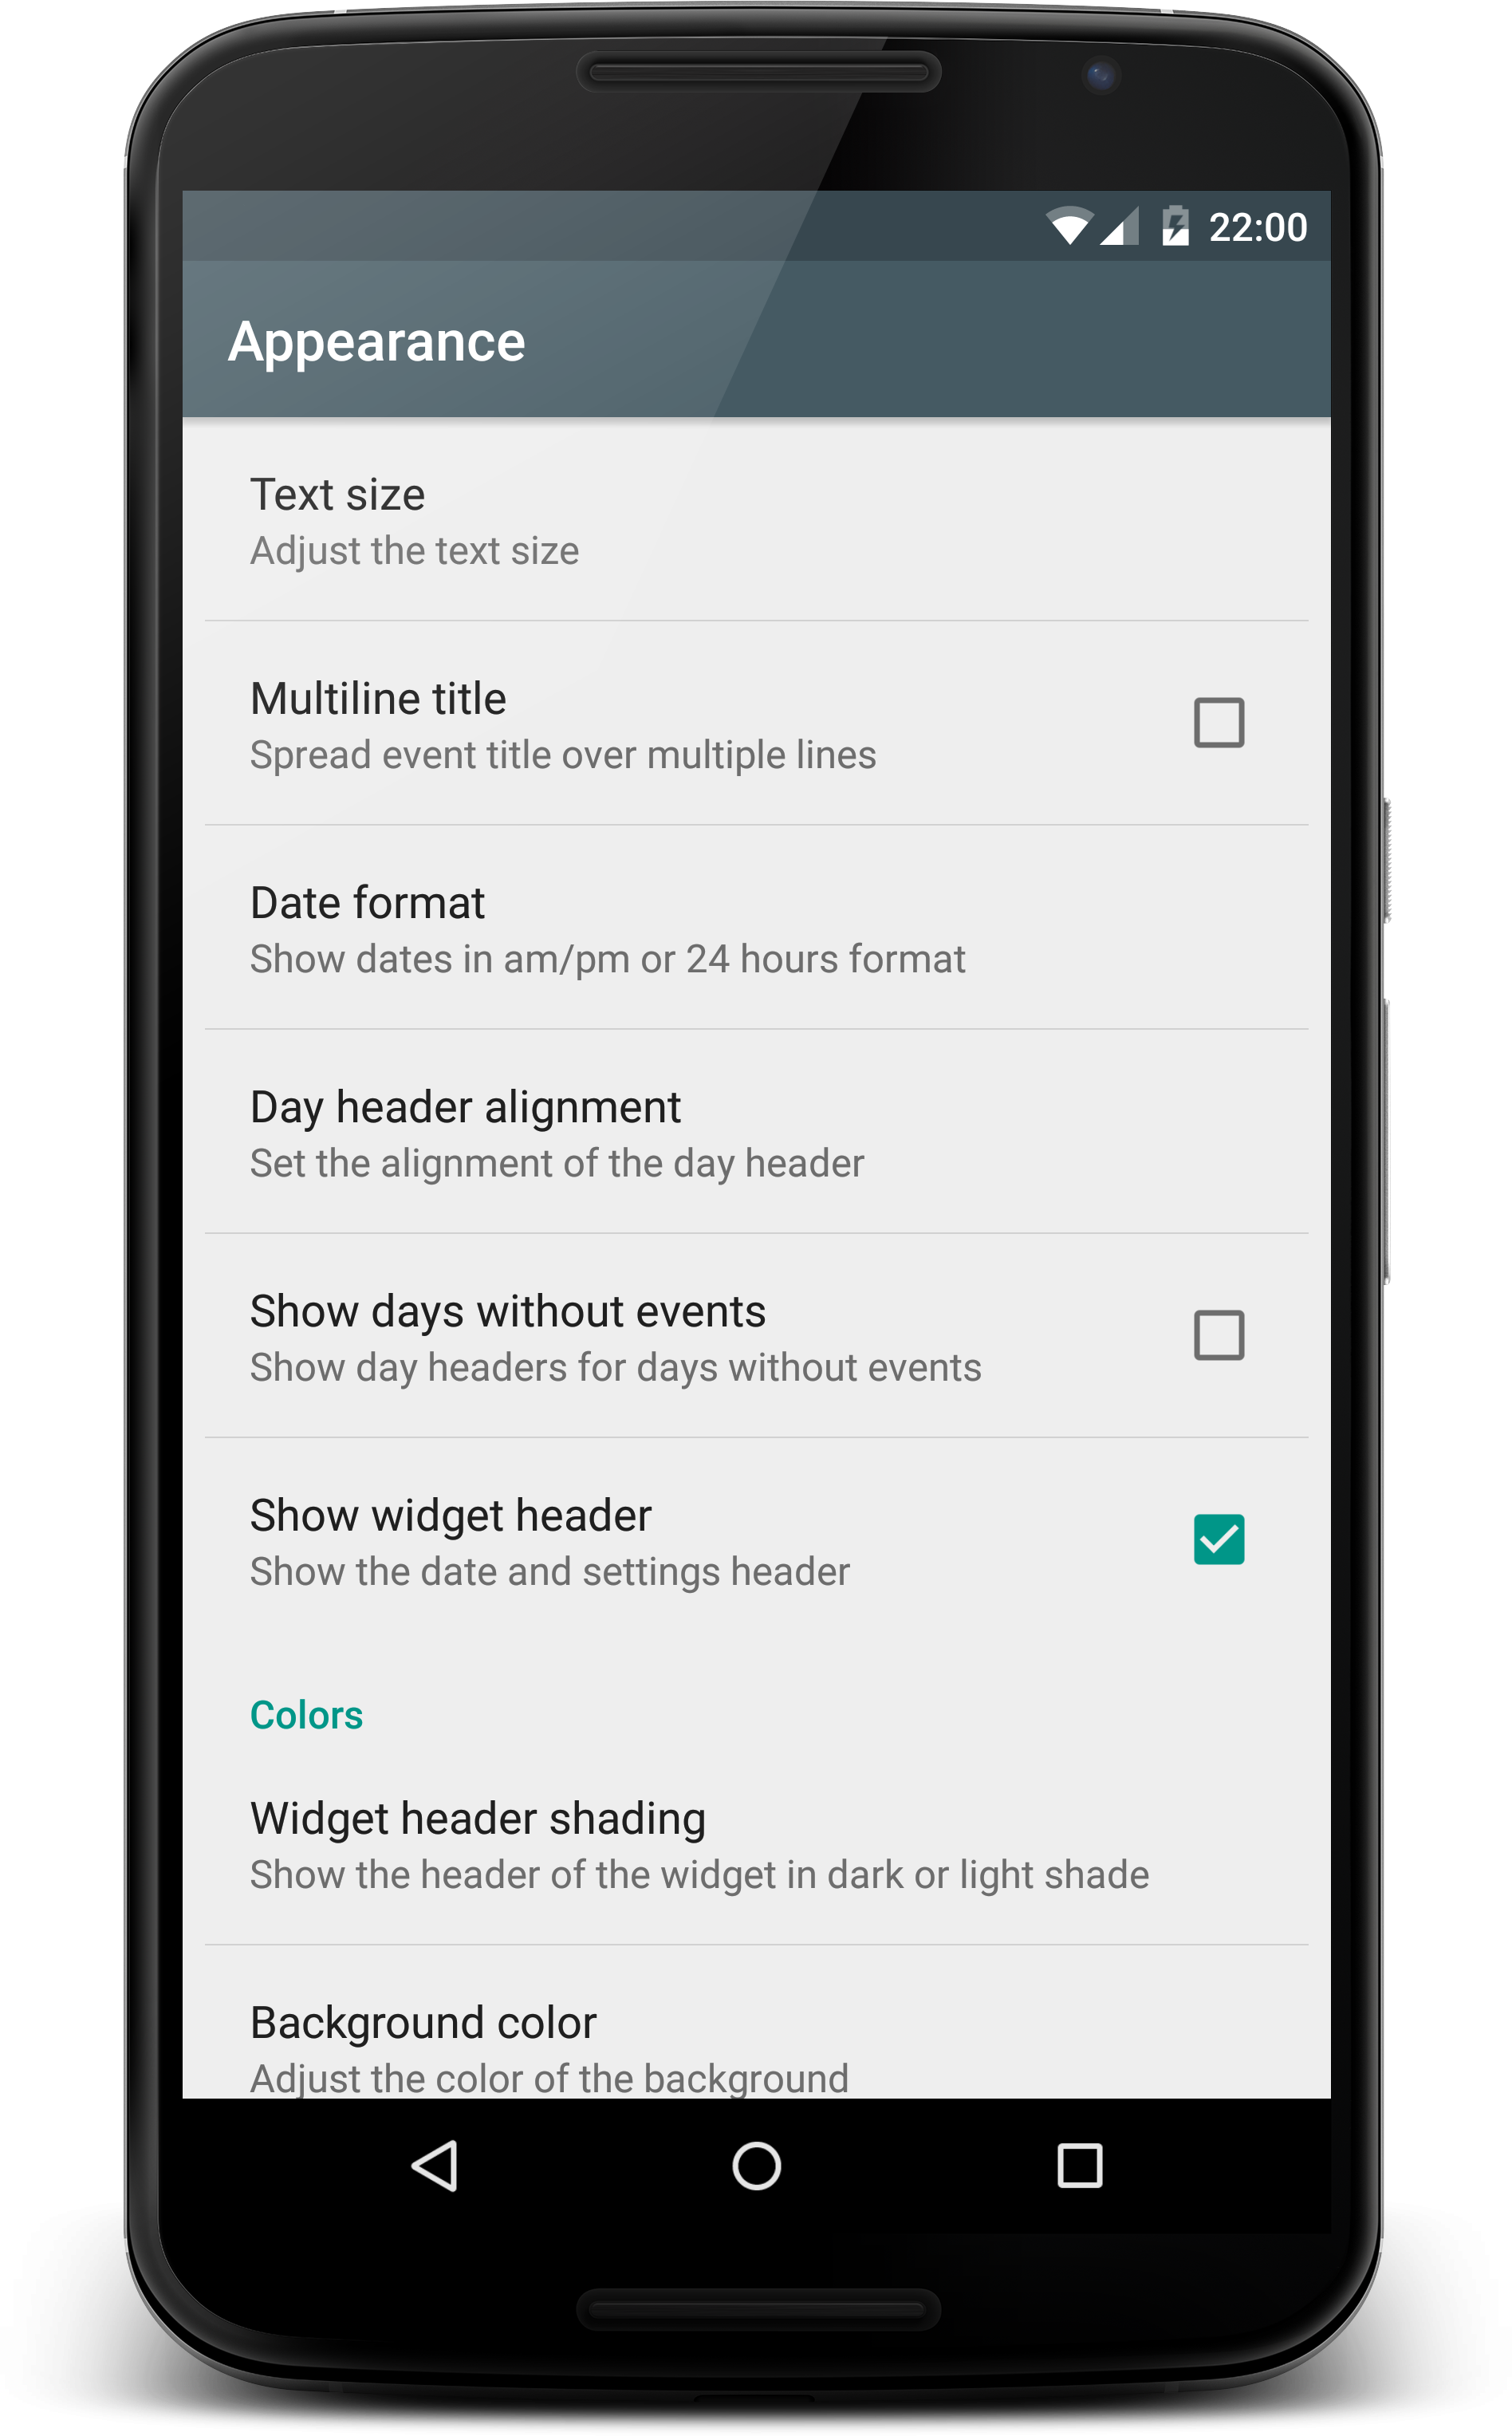 22:00
Appearance
Text size
Adjust the text size
Multiline title
Spread event title over multiple lines
Date format
Show dates in am/pm or 24 hours format
Day header alignment
Set the alignment of the day header
Show days without events
Show day headers for days without events
Show widget header
Show the date and settings header
Colors
Widget header shading
Show the header of the widget in dark or light shade
Background color
Adjust the color of the background